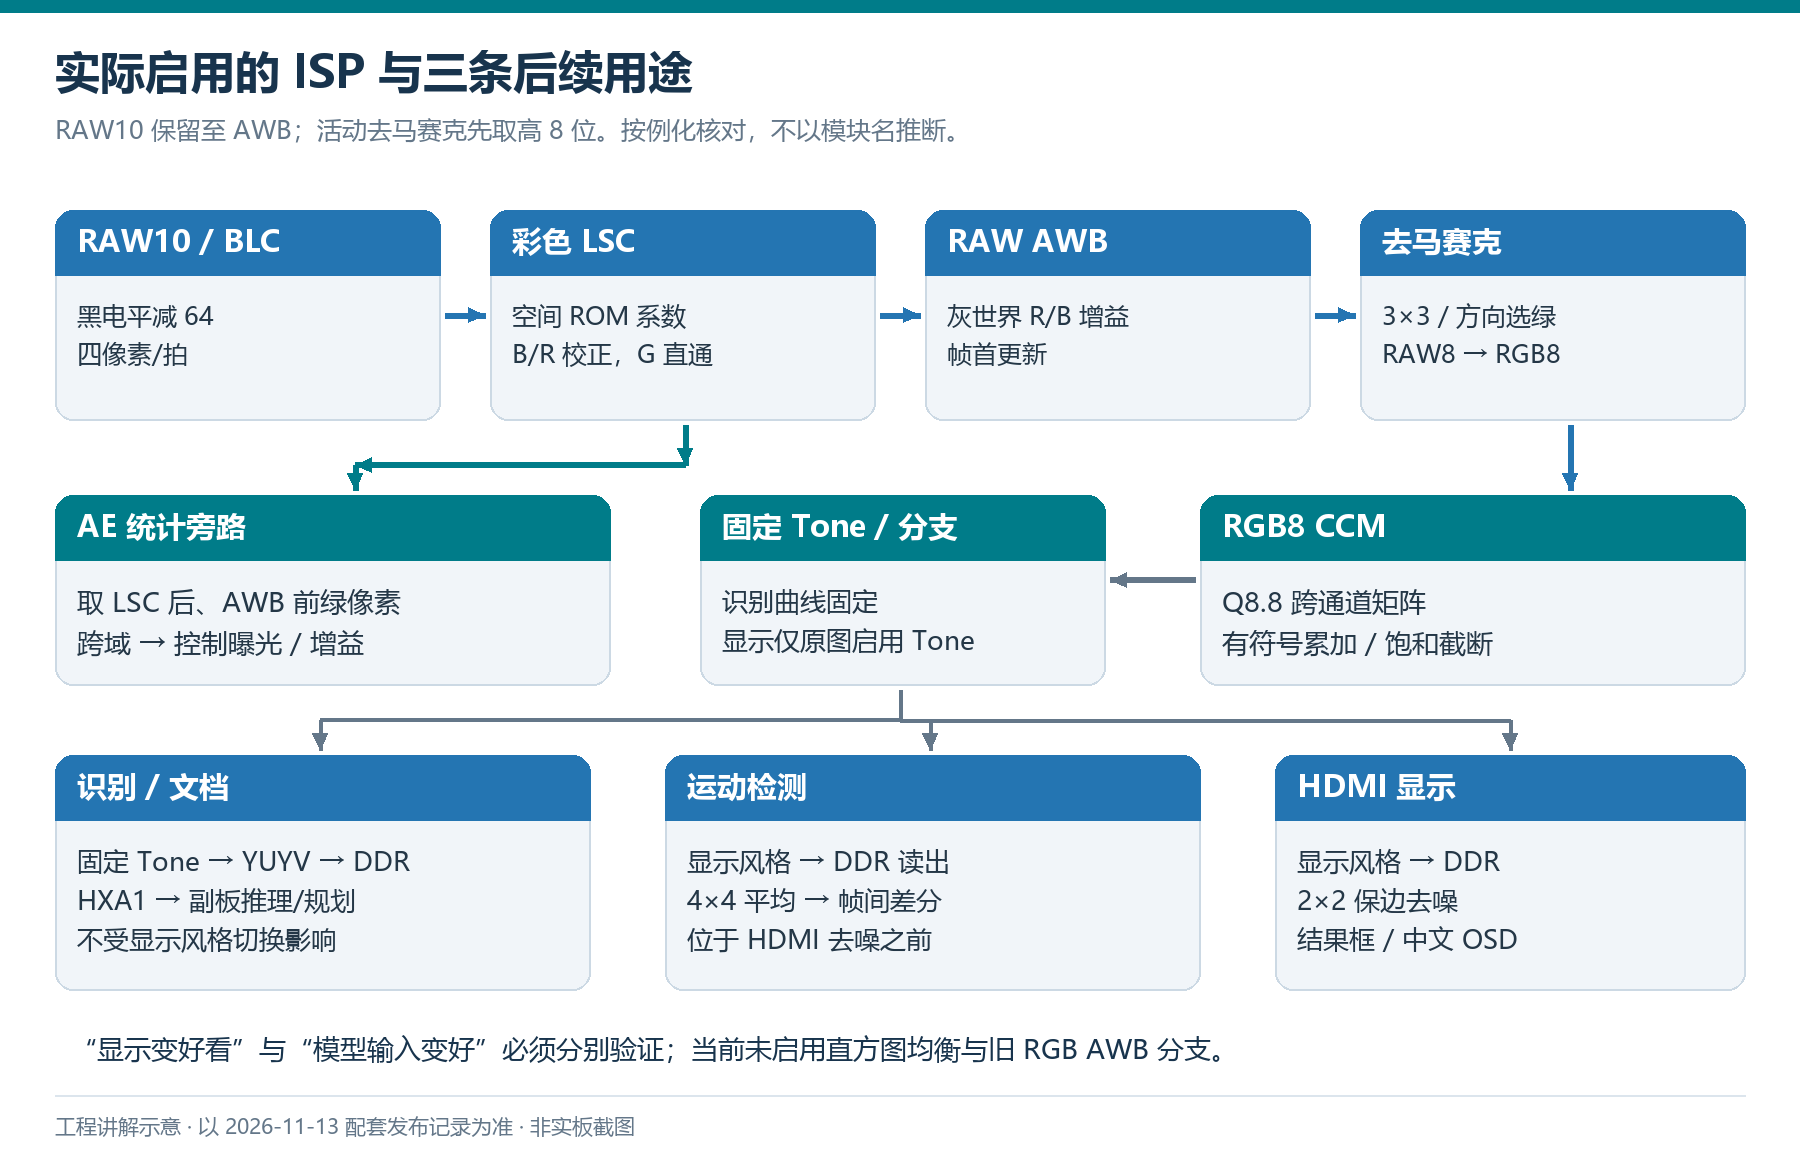 实际启用的 ISP 与三条后续用途
RAW10 保留至 AWB；活动去马赛克先取高 8 位。按例化核对，不以模块名推断。
RAW10 / BLC
黑电平减 64
四像素/拍
彩色 LSC
空间 ROM 系数
B/R 校正，G 直通
RAW AWB
灰世界 R/B 增益
帧首更新
去马赛克
3×3 / 方向选绿
RAW8 → RGB8
AE 统计旁路
取 LSC 后、AWB 前绿像素
跨域 → 控制曝光 / 增益
固定 Tone / 分支
识别曲线固定
显示仅原图启用 Tone
RGB8 CCM
Q8.8 跨通道矩阵
有符号累加 / 饱和截断
识别 / 文档
固定 Tone → YUYV → DDR
HXA1 → 副板推理/规划
不受显示风格切换影响
运动检测
显示风格 → DDR 读出
4×4 平均 → 帧间差分
位于 HDMI 去噪之前
HDMI 显示
显示风格 → DDR
2×2 保边去噪
结果框 / 中文 OSD
“显示变好看”与“模型输入变好”必须分别验证；当前未启用直方图均衡与旧 RGB AWB 分支。
工程讲解示意 · 以 2026-11-13 配套发布记录为准 · 非实板截图